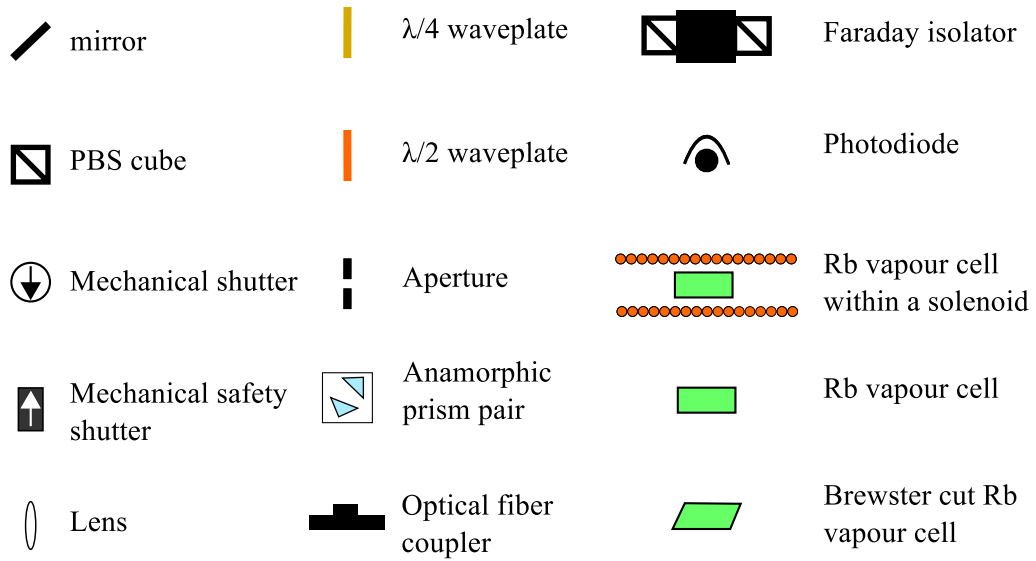 mirror
λ/4 waveplate
Faraday isolator
PBS cube
λ/2 waveplate
Photodiode
Mechanical shutter
Aperture
Rb vapour cell
within a solenoid
Mechanical safety
shutter
Anamorphic
prism pair
Rb vapour cell
Lens
Optical fiber
coupler
Brewster cut Rb
vapour cell